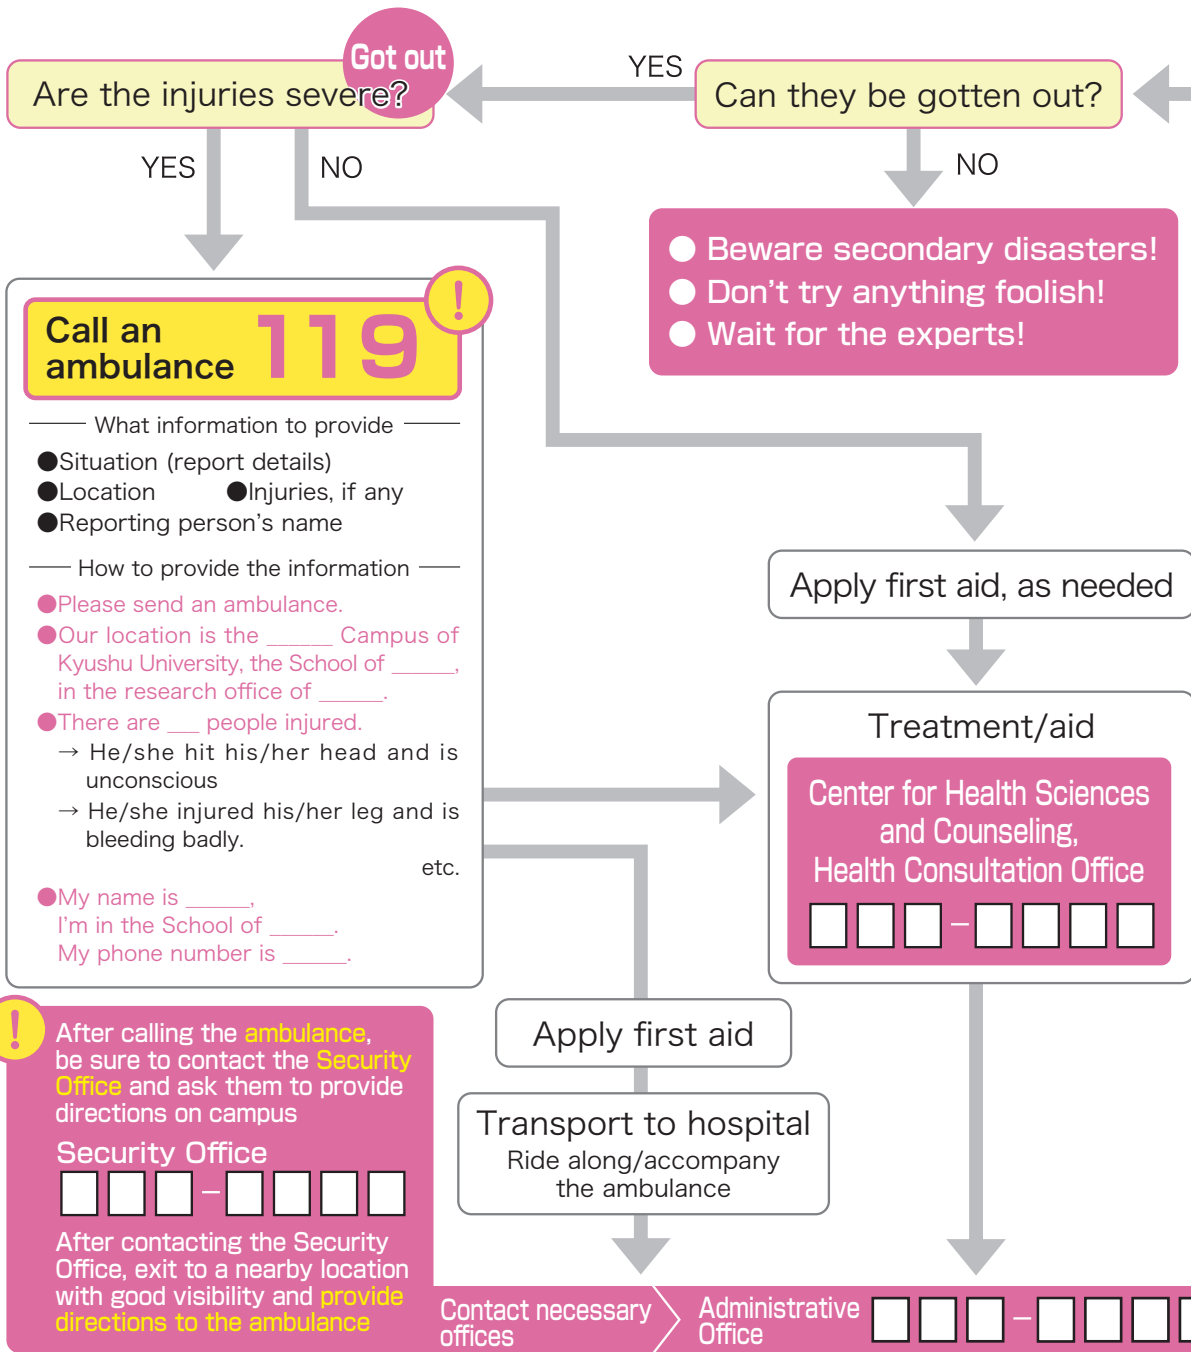 Got out
Are the injuries severe?
YES
Can they be gotten out?
YES
NO
NO
● Beware secondary disasters!
● Don't try anything foolish!
● Wait for the experts!
!
Call an
ambulance 119
What information to provide
●Situation (report details)
●Location ●Injuries, if any
●Reporting person's name
How to provide the information
●Please send an ambulance.
●Our location is the ______ Campus of
Kyushu University, the School of ______,
in the research office of ______.
●There are ___ people injured.
→ He/she hit his/her head and is
unconscious
→ He/she injured his/her leg and is
bleeding badly.
etc.
●My name is ______,
I'm in the School of ______.
My phone number is ______.
Apply first aid, as needed
Treatment/aid
Center for Health Sciences
and Counseling,
Health Consultation Office
□□□−□□□□
!
After calling the ambulance,
be sure to contact the Security
Office and ask them to provide
directions on campus
Security Office
□□□−□□□□
After contacting the Security
Office, exit to a nearby location
with good visibility and provide
directions to the ambulance
Apply first aid
Transport to hospital
Ride along/accompany
the ambulance
Contact necessary
offices
Administrative
Office
□□□−□□□□